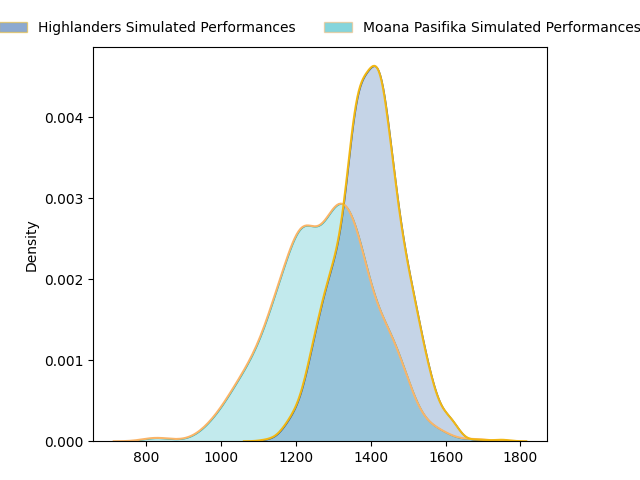 Highlanders Simulated Performances Moana Pasifika Simulated Performances
0.004
0.003
Density
0.002
0.001
0.000
800 1000 1200 1400 1600 1800